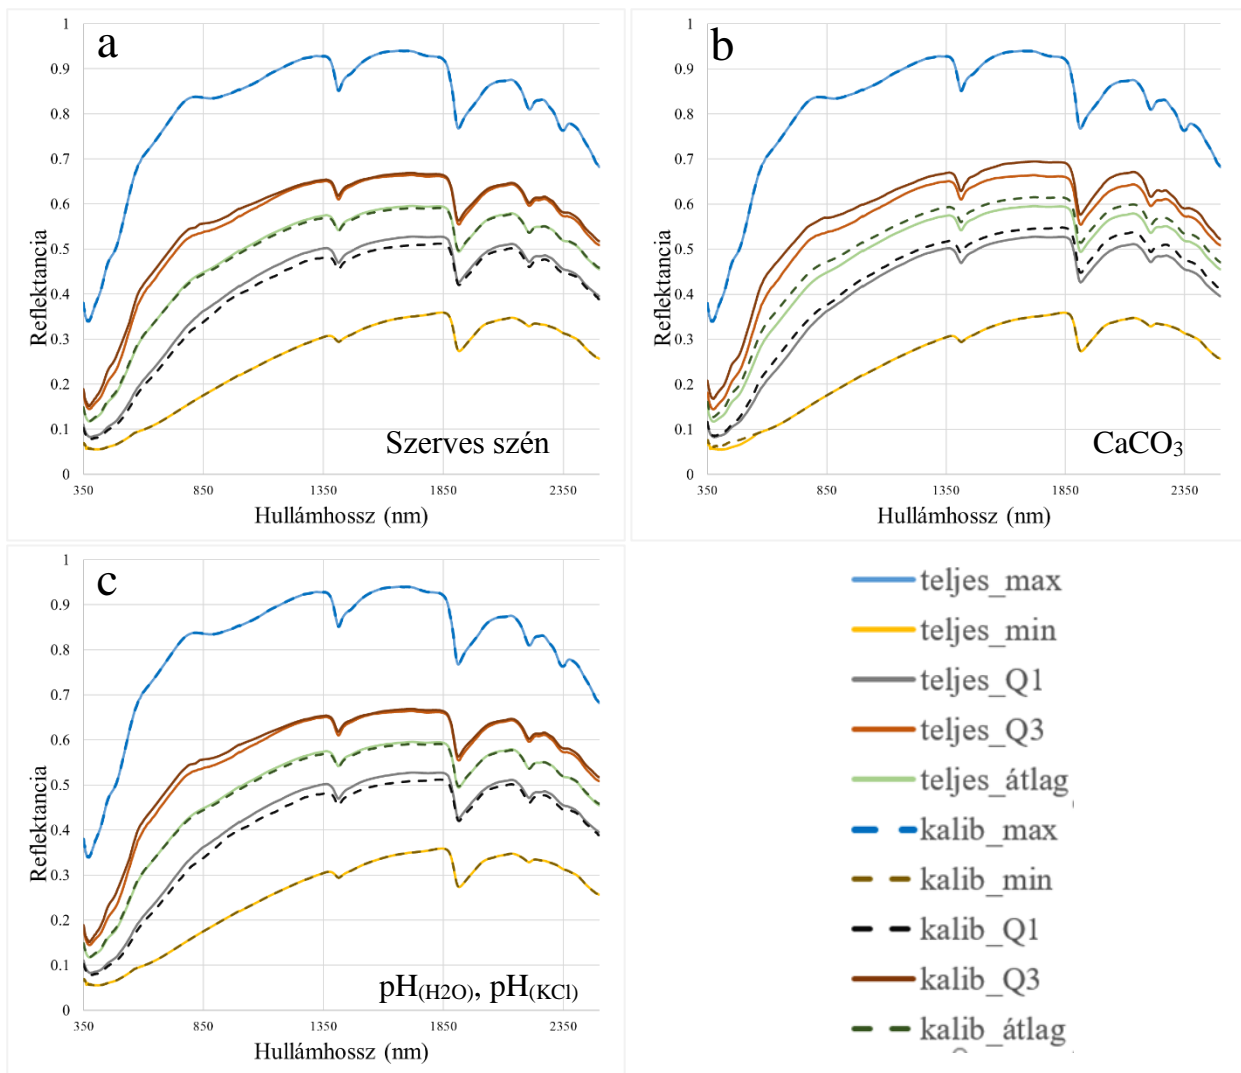 a
1
0.9
0.8
0.7
0.6
0.5
0.4
0.3
0.2
0.1
0
Reflektancia
350 850 1350 1850 2350
Hullámhossz (nm)
Szerves szén
b
1
0.9
0.8
0.7
0.6
0.5
0.4
0.3
0.2
0.1
0
Reflektancia
350 850 1350 1850 2350
Hullámhossz (nm)
CaCO3
c
1
0.9
0.8
0.7
0.6
0.5
0.4
0.3
0.2
0.1
0
Reflektancia
350 850 1350 1850 2350
Hullámhossz (nm)
pH(H2O), pH(KCl)
teljes_max
teljes_min
teljes_Q1
teljes_Q3
teljes_átlag
kalib_max
kalib_min
kalib_Q1
kalib_Q3
kalib_átlag